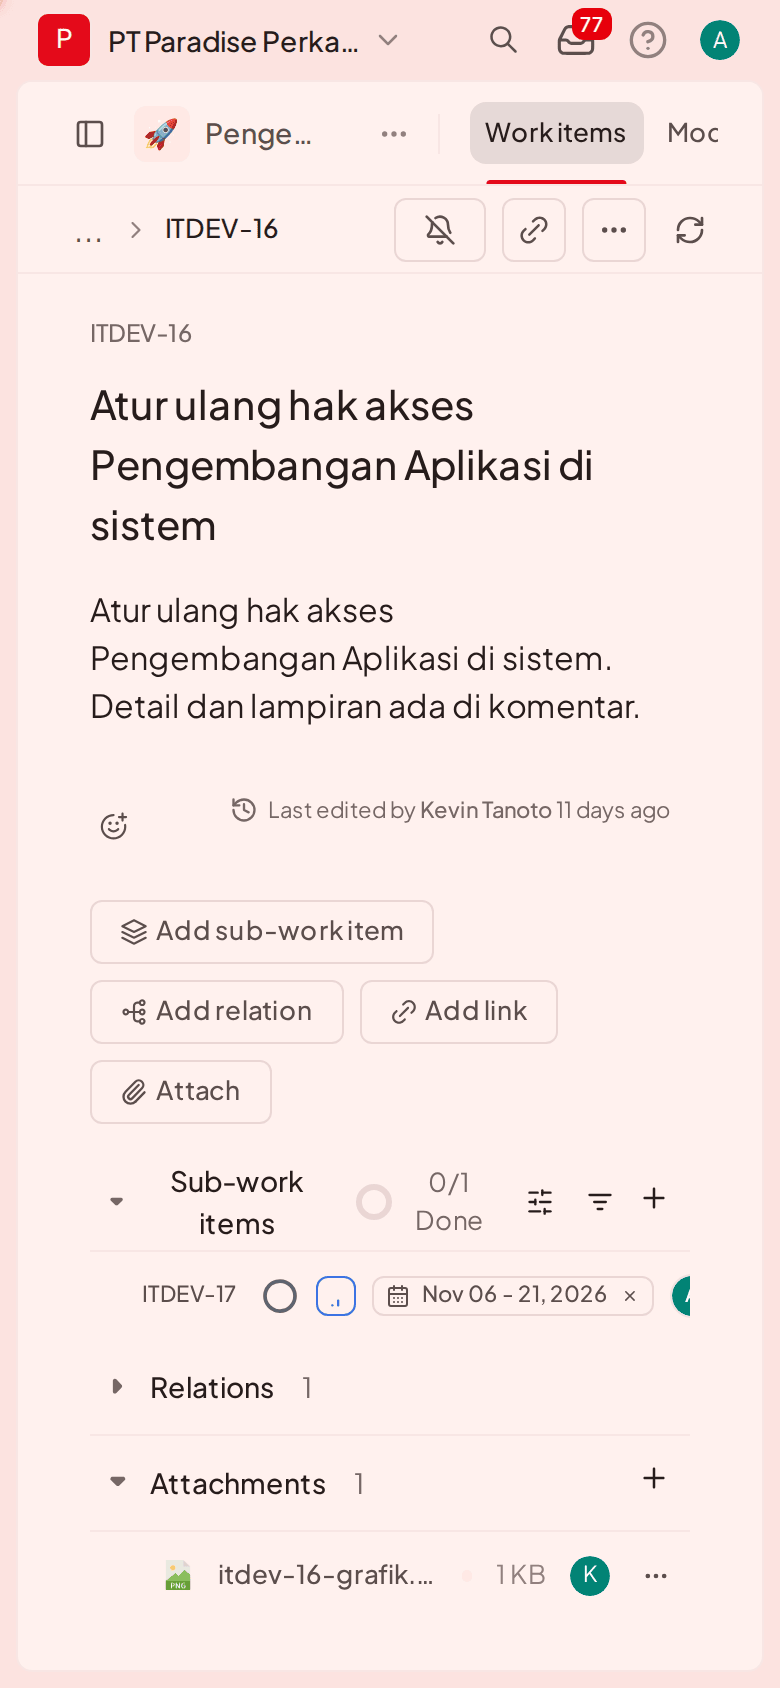 P PT Paradise Perka... 77 A
Penge... Work items
... ITDEV-16
ITDEV-16
Atur ulang hak akses
Pengembangan Aplikasi di
sistem
Atur ulang hak akses
Pengembangan Aplikasi di sistem.
Detail dan lampiran ada di komentar.
Last edited by Kevin Tanoto 11 days ago
Add sub-work item
Add relation Add link
Attach
Sub-work
items
0/1
Done
ITDEV-17 Nov 06 - 21, 2026
Relations 1
Attachments 1
PNG itdev-16-grafik.... 1 KB K